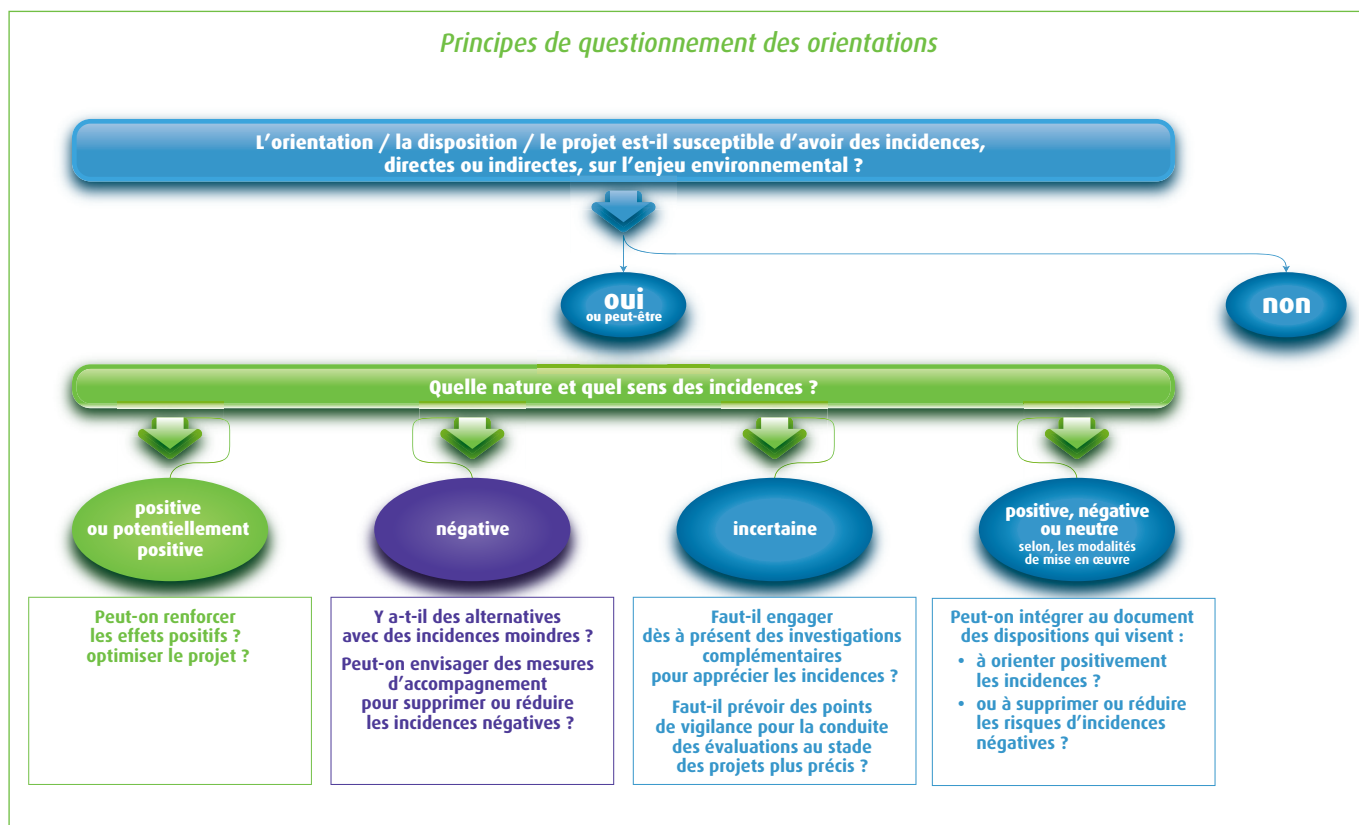 Principes de questionnement des orientations
L'orientation / la disposition / le projet est-il susceptible d'avoir des incidences,
directes ou indirectes, sur l'enjeu environnemental ?
oui
ou peut-être
non
Quelle nature et quel sens des incidences ?
positive
ou potentiellement
positive
négative
incertaine
positive, négative
ou neutre
selon, les modalités
de mise en œuvre
Peut-on renforcer
les effets positifs ?
optimiser le projet ?
Y a-t-il des alternatives
avec des incidences moindres ?
Peut-on envisager des mesures
d'accompagnement
pour supprimer ou réduire
les incidences négatives ?
Faut-il engager
dès à présent des investigations
complémentaires
pour apprécier les incidences ?
Faut-il prévoir des points
de vigilance pour la conduite
des évaluations au stade
des projets plus précis ?
Peut-on intégrer au document
des dispositions qui visent :
• à orienter positivement
les incidences ?
• ou à supprimer ou réduire
les risques d'incidences
négatives ?